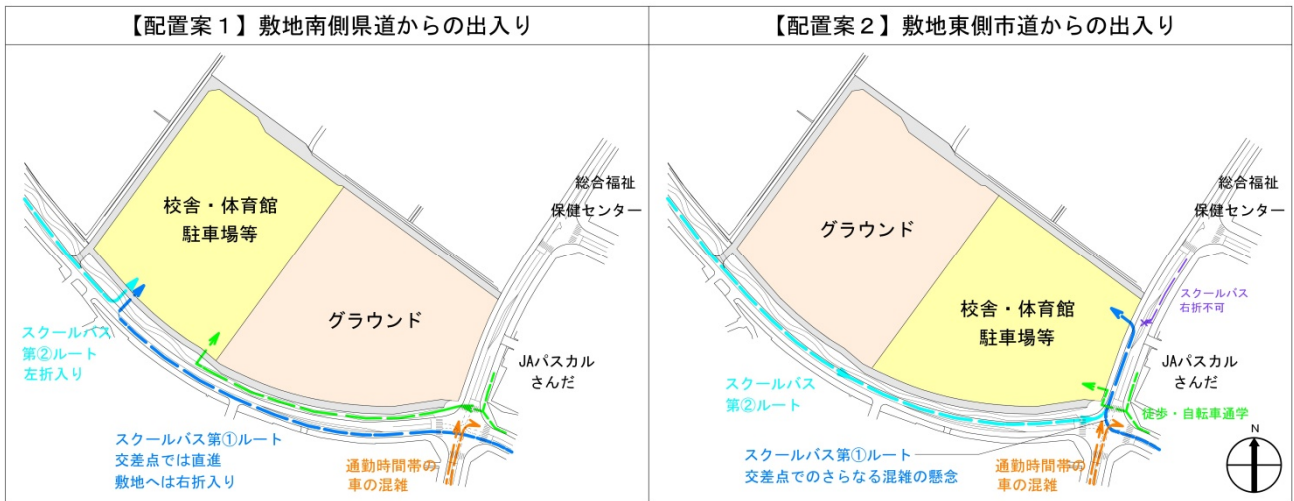 【配置案１】敷地南側県道からの出入り
総合福祉
保健センター
校舎・体育館
駐車場等
グラウンド
スクールバス
第②ルート
左折入り
JAパスカル
さんだ
スクールバス第①ルート
交差点では直進
敷地へは右折入り
通勤時間帯の
車の混雑
【配置案２】敷地東側市道からの出入り
総合福祉
保健センター
グラウンド
スクールバス
右折不可
校舎・体育館
駐車場等
JAパスカル
さんだ
スクールバス
第②ルート
徒歩・自転車通学
スクールバス第①ルート
交差点でのさらなる混雑の懸念
通勤時間帯の
車の混雑
N